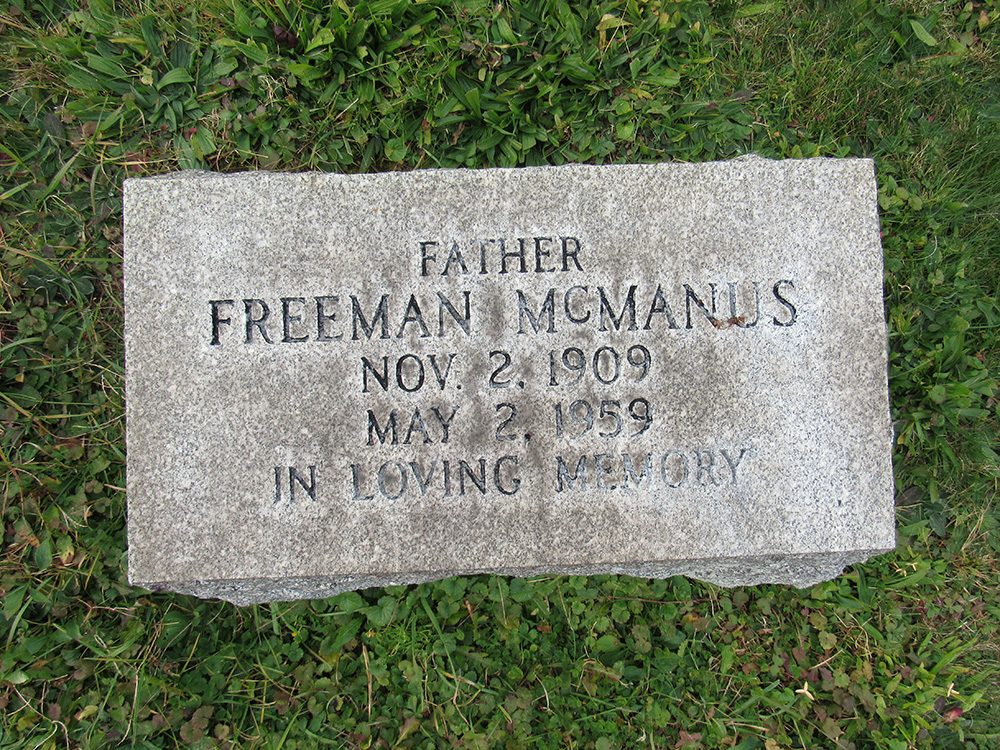 FATHER
FREEMAN McMANUS
NOV. 2, 1909
MAY 2, 1959
IN LOVING MEMORY